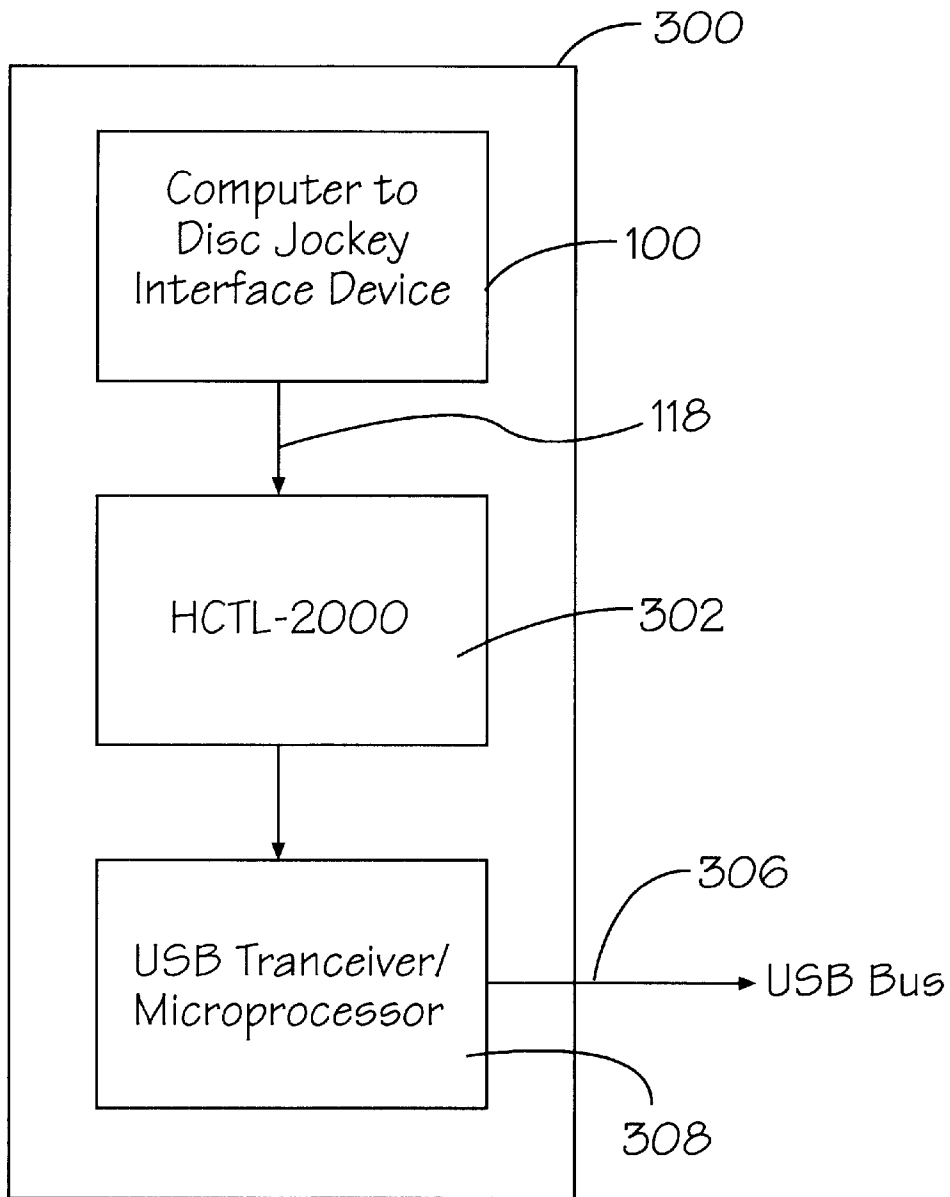 300
Computer to
Disc Jockey
Interface Device
100
118
HCTL-2000
302
306
USB Tranceiver/
Microprocessor
USB Bus
308